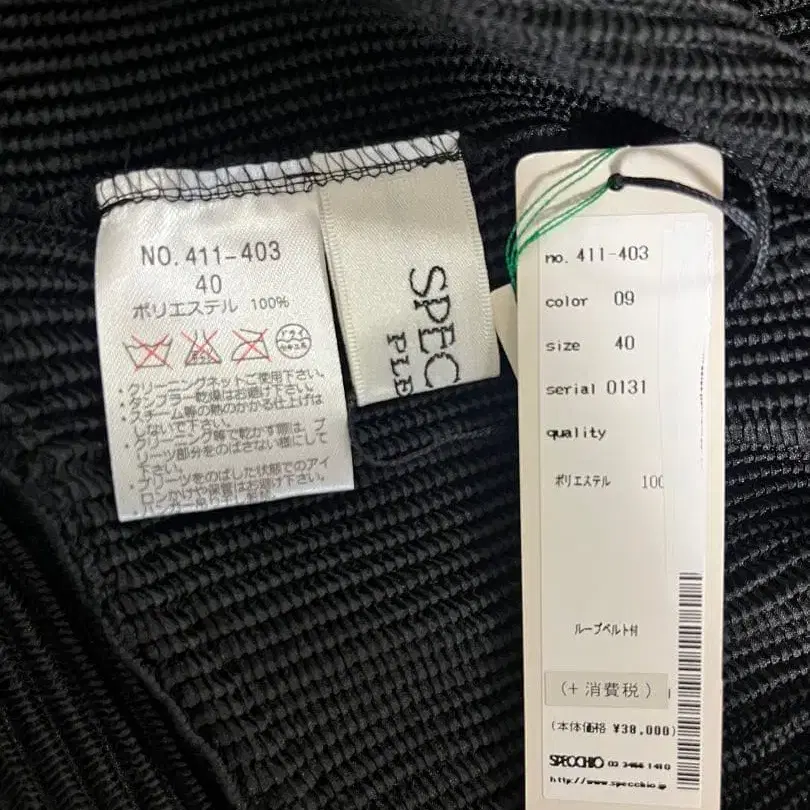 NO. 411-403
40
ポリエステル 100%
ドライ
・クリーニングネットご使用下さい。
・タンブラー乾燥はお避け下さい。
・スチーム等の熱のかかる仕上げは
しないで下さい。
・クリーニング等で乾かす際は、プ
リーツ部分をのばさない様にして
下さい。
・プリーツをのばした状態でのアイ
ロンかけや保管はお避け下さい。
SPEC
PLE
no. 411-403
color 09
size 40
serial 0131
quality
ポリエステル 100
ループベルト付
(+ 消費税)
(本体価格 ¥38,000)
SPECCHIO 03 3466 1410
http://www.specchio.j